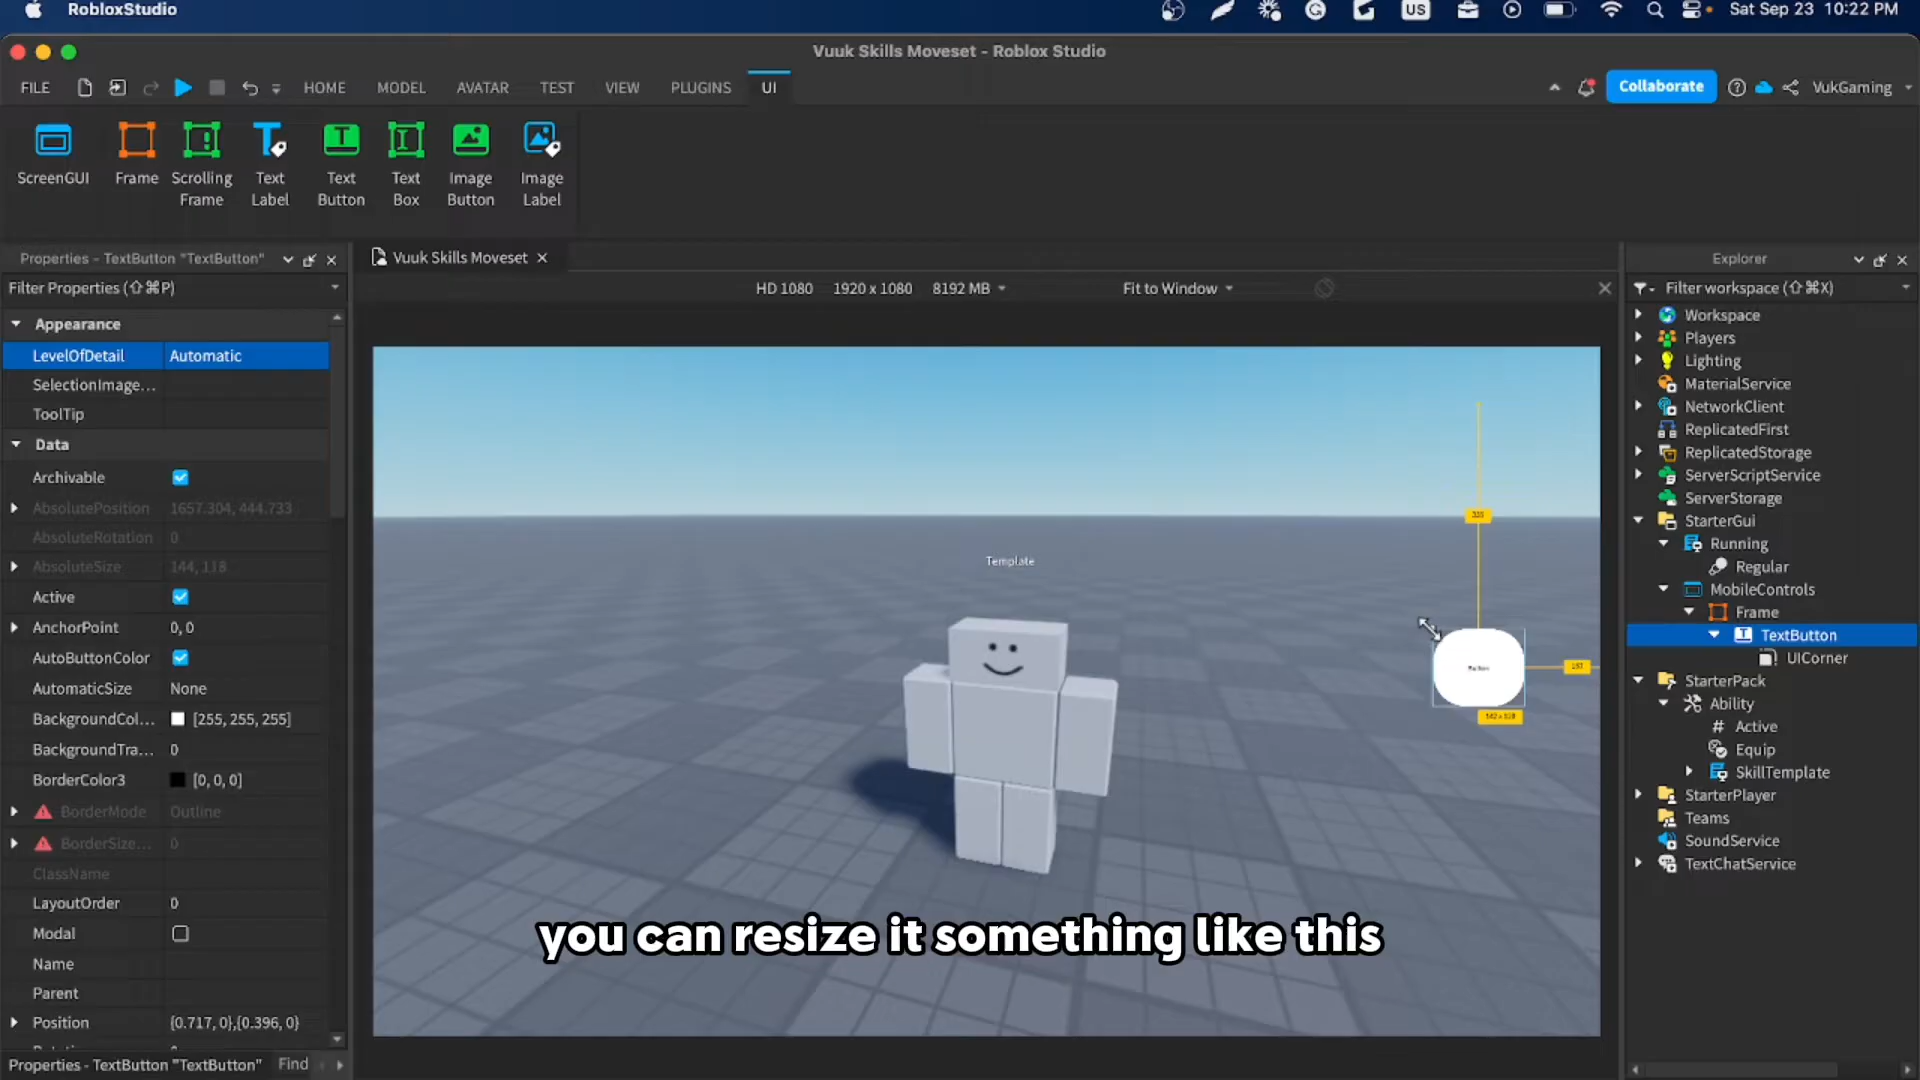 RobloxStudio
US
Sat Sep 23 10:22 PM
Vuuk Skills Moveset - Roblox Studio
FILE HOME MODEL AVATAR TEST VIEW PLUGINS UI
Collaborate
VukGaming
ScreenGUI
Frame
Scrolling Frame
Text Label
Text Button
Text Box
Image Button
Image Label
Properties - TextButton "TextButton"
Filter Properties (⇧⌘P)
Appearance
LevelOfDetail Automatic
SelectionImage...
ToolTip
Data
Archivable
AbsolutePosition 1657.304, 444.733
AbsoluteRotation 0
AbsoluteSize 144, 118
Active
AnchorPoint 0, 0
AutoButtonColor
AutomaticSize None
BackgroundCol... [255, 255, 255]
BackgroundTra... 0
BorderColor3 [0, 0, 0]
BorderMode Outline
BorderSize... 0
ClassName
LayoutOrder 0
Modal
Name
Parent
Position {0.717, 0},{0.396, 0}
Properties - TextButton "TextButton" Find
Vuuk Skills Moveset
HD 1080 1920 x 1080 8192 MB
Fit to Window
Template
Button
you can resize it something like this
Explorer
Filter workspace (⇧⌘X)
Workspace
Players
Lighting
MaterialService
NetworkClient
ReplicatedFirst
ReplicatedStorage
ServerScriptService
ServerStorage
StarterGui
Running
Regular
MobileControls
Frame
TextButton
UICorner
StarterPack
Ability
Active
Equip
SkillTemplate
StarterPlayer
Teams
SoundService
TextChatService